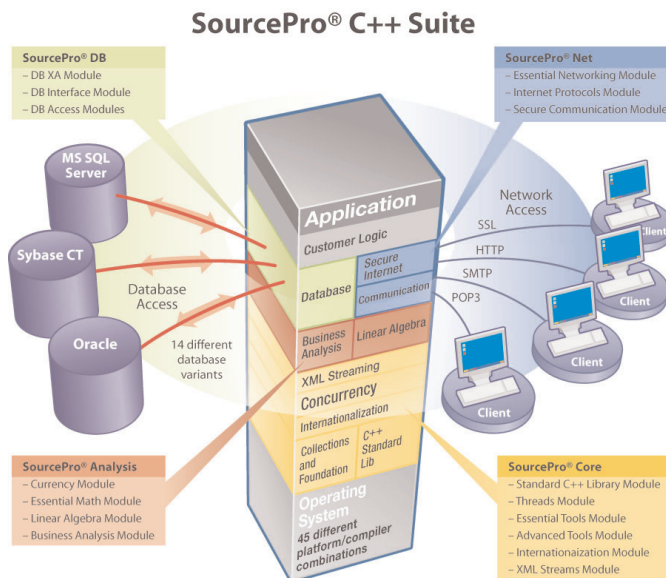 SourcePro® C++ Suite
SourcePro® DB
– DB XA Module
– DB Interface Module
– DB Access Modules
SourcePro® Net
– Essential Networking Module
– Internet Protocols Module
– Secure Communication Module
MS SQL
Server
Sybase CT
Oracle
Database
Access
14 different
database
variants
Application
Customer Logic
Database
Secure
Internet
Communication
Business
Analysis
Linear Algebra
XML Streaming
Concurrency
Internationalization
Collections
and
Foundation
C++
Standard
Lib
Operating
System
45 different
platform/compiler
combinations
Network
Access
SSL
HTTP
SMTP
POP3
Client
Client
Client
Client
SourcePro® Analysis
– Currency Module
– Essential Math Module
– Linear Algebra Module
– Business Analysis Module
SourcePro® Core
– Standard C++ Library Module
– Threads Module
– Essential Tools Module
– Advanced Tools Module
– Internationaization Module
– XML Streams Module